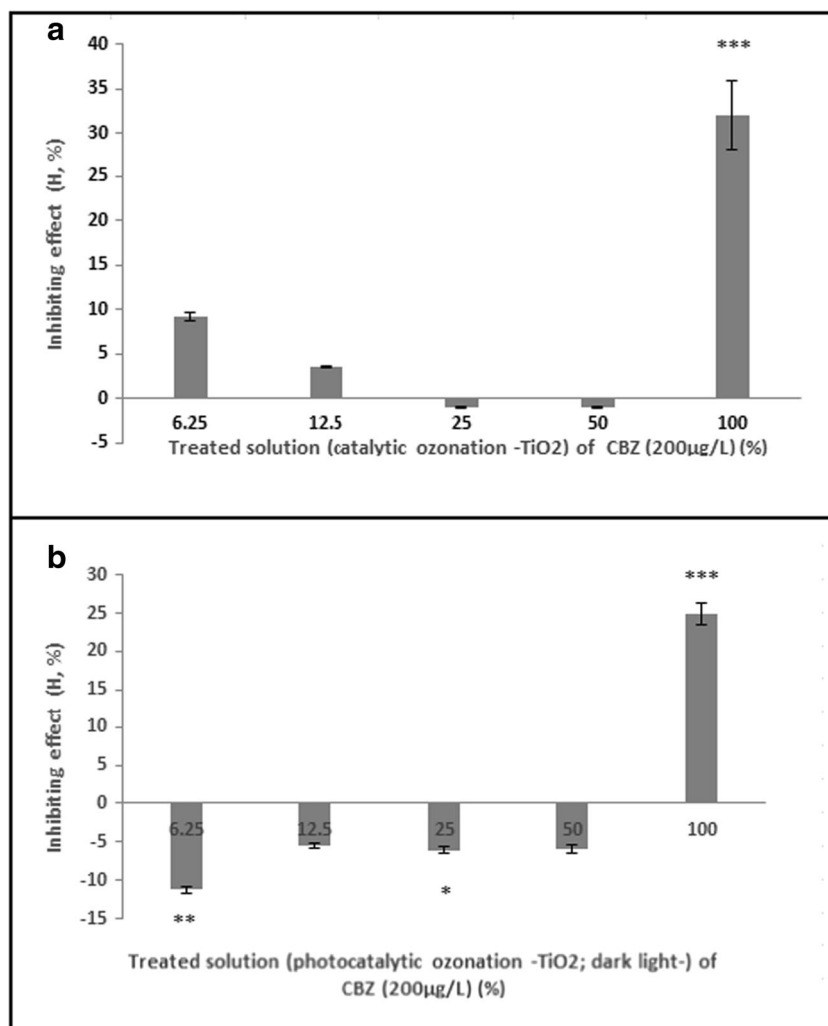 a
***
40
35
30
25
20
15
10
5
0
-5
Inhibiting effect (H, %)
6.25 12.5 25 50 100
Treated solution (catalytic ozonation -TiO2) of CBZ (200µg/L) (%)
b
***
30
25
20
15
10
5
0
-5
-10
-15
Inhibiting effect (H, %)
6.25 12.5 25 50 100
** *
Treated solution (photocatalytic ozonation -TiO2; dark light-) of
CBZ (200µg/L) (%)